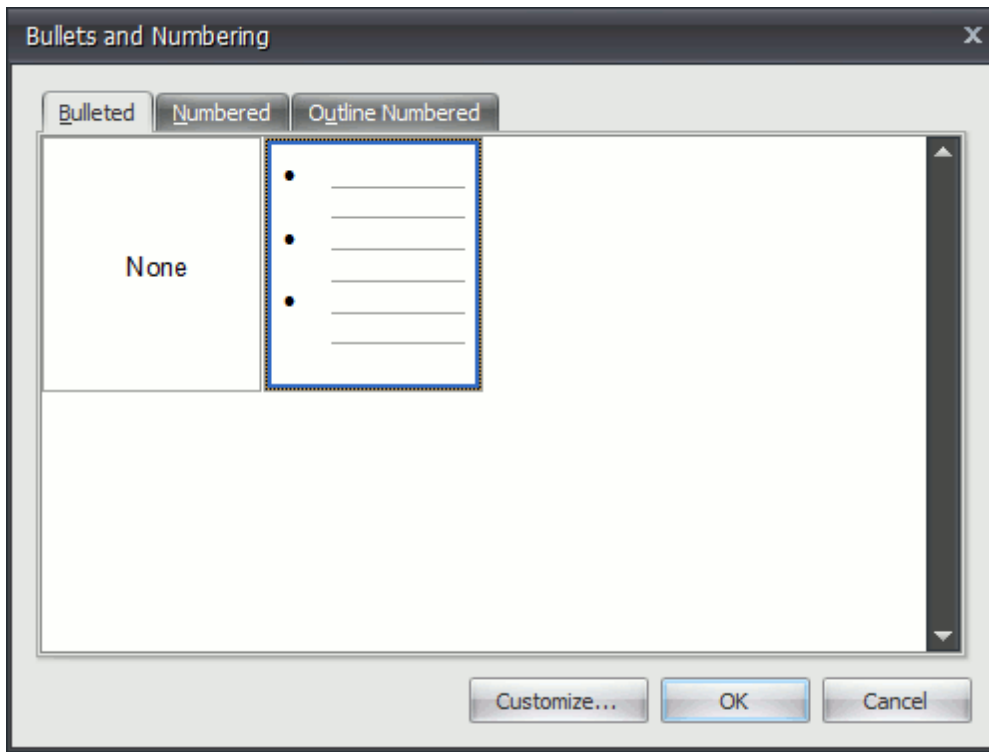 Bullets and Numbering x
Bulleted Numbered Outline Numbered
None
Customize... OK Cancel